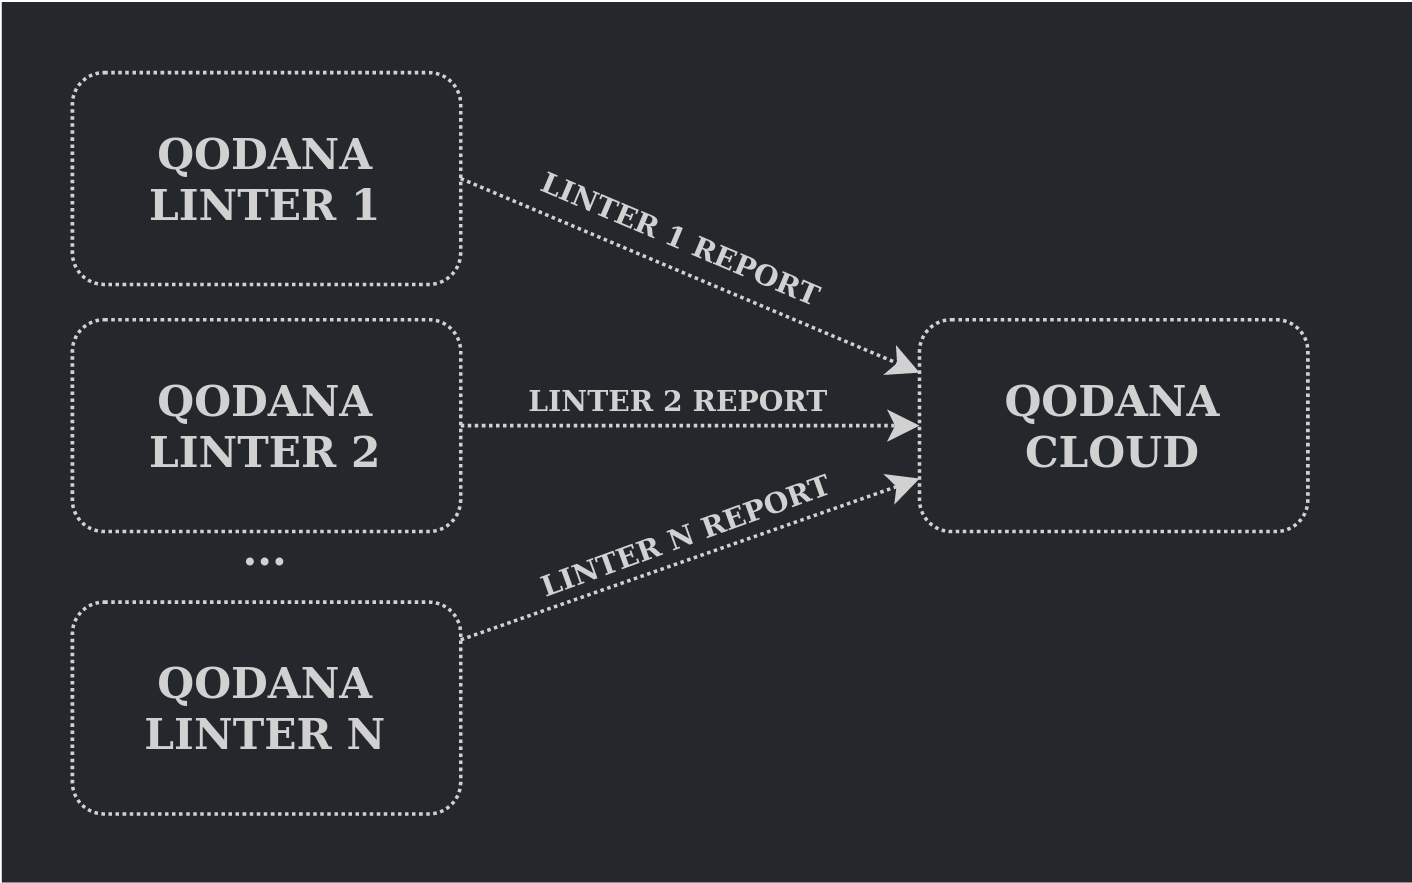 QODANA
LINTER 1
LINTER 1 REPORT
QODANA
LINTER 2
LINTER 2 REPORT
QODANA
CLOUD
...
LINTER N REPORT
QODANA
LINTER N